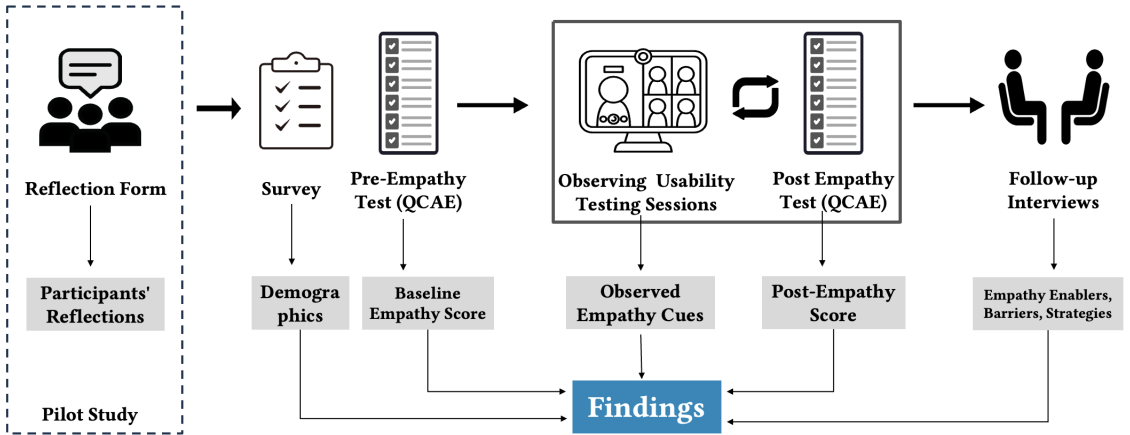 Reflection Form
Survey
Pre-Empathy
Test (QCAE)
Observing Usability
Testing Sessions
Post Empathy
Test (QCAE)
Follow-up
Interviews
Participants'
Reflections
Demogra
phics
Baseline
Empathy Score
Observed
Empathy Cues
Post-Empathy
Score
Empathy Enablers,
Barriers, Strategies
Pilot Study
Findings